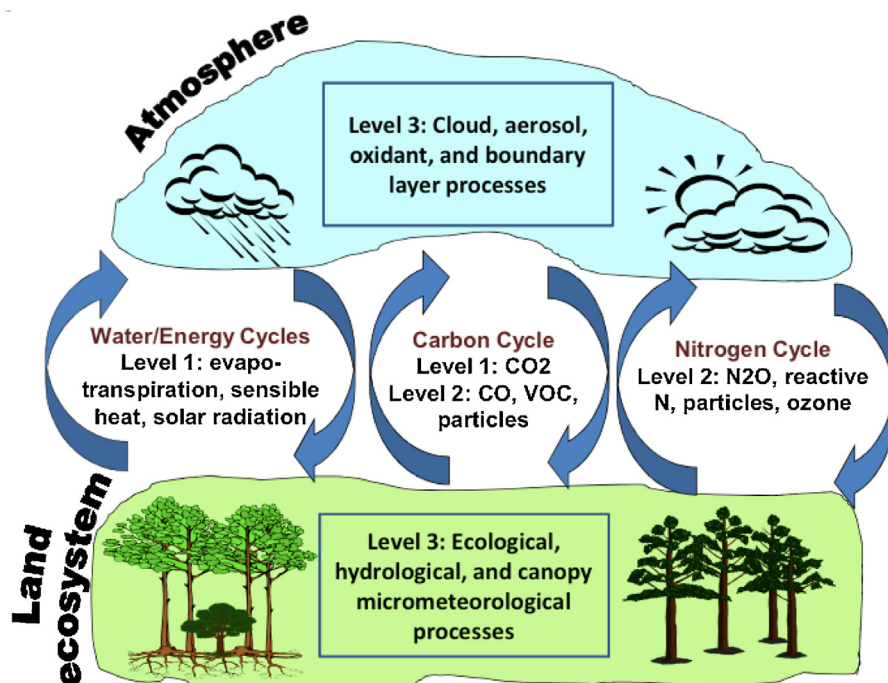 Atmosphere
Level 3: Cloud, aerosol,
oxidant, and boundary
layer processes
Water/Energy Cycles
Level 1: evapo-
transpiration, sensible
heat, solar radiation
Carbon Cycle
Level 1: CO2
Level 2: CO, VOC,
particles
Nitrogen Cycle
Level 2: N2O, reactive
N, particles, ozone
Land
ecosystem
Level 3: Ecological,
hydrological, and canopy
micrometeorological
processes